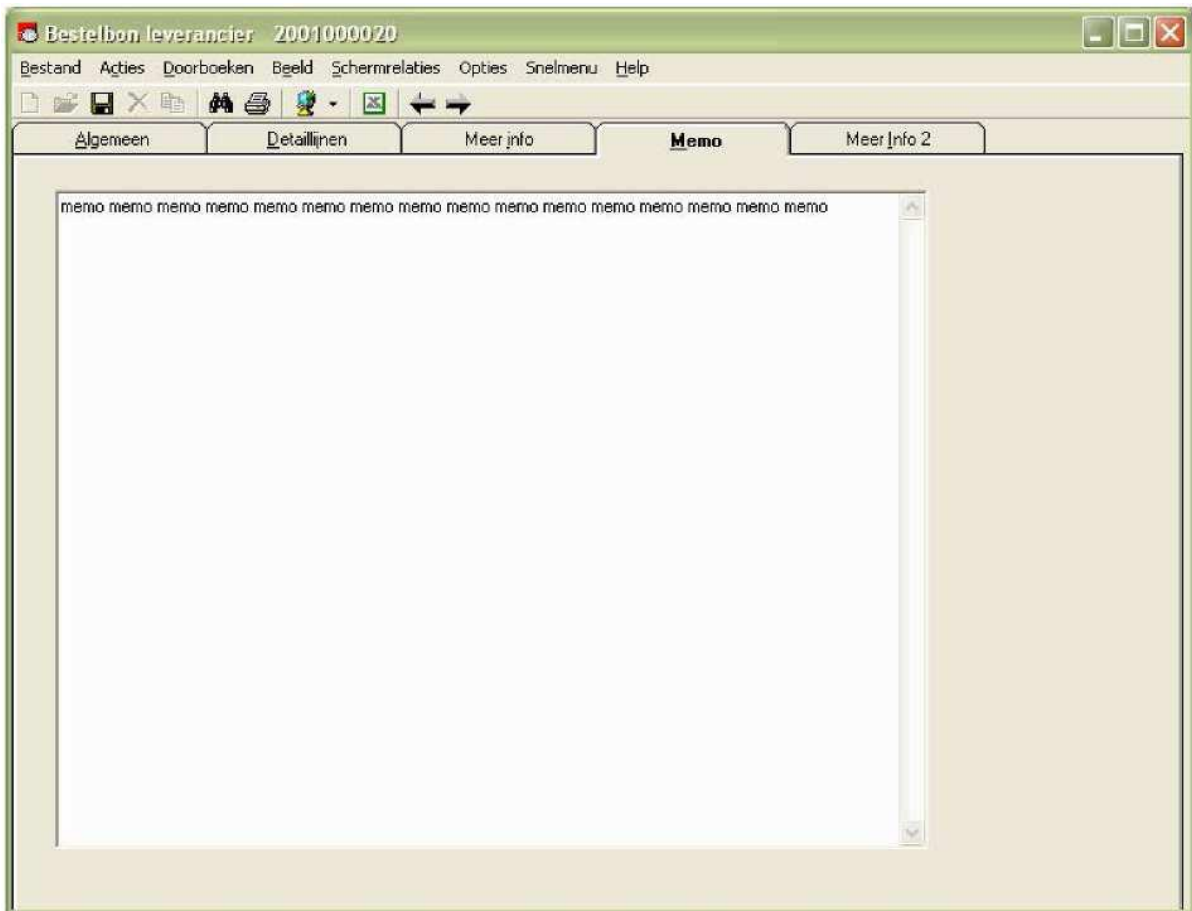 Bestelbon leverancier 2001000020
Bestand Acties Doorboeken Beeld Schermrelaties Opties Snelmenu Help
Algemeen Detaillijnen Meer info Memo Meer Info 2
memo memo memo memo memo memo memo memo memo memo memo memo memo memo memo memo